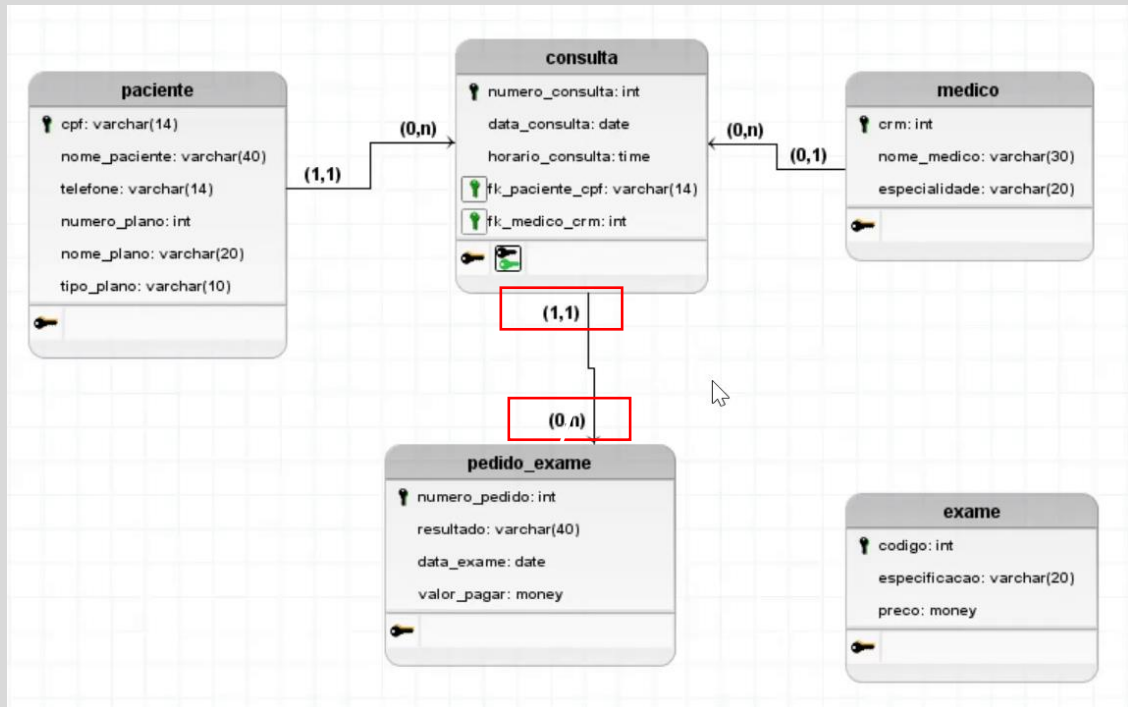 paciente
cpf: varchar(14)
nome_paciente: varchar(40)
telefone: varchar(14)
numero_plano: int
nome_plano: varchar(20)
tipo_plano: varchar(10)
(1,1)
(0,n)
consulta
numero_consulta: int
data_consulta: date
horario_consulta: time
fk_paciente_cpf: varchar(14)
fk_medico_crm: int
(0,n)
(0,1)
medico
crm: int
nome_medico: varchar(30)
especialidade: varchar(20)
(1,1)
(0,n)
pedido_exame
numero_pedido: int
resultado: varchar(40)
data_exame: date
valor_pagar: money
exame
codigo: int
especificacao: varchar(20)
preco: money